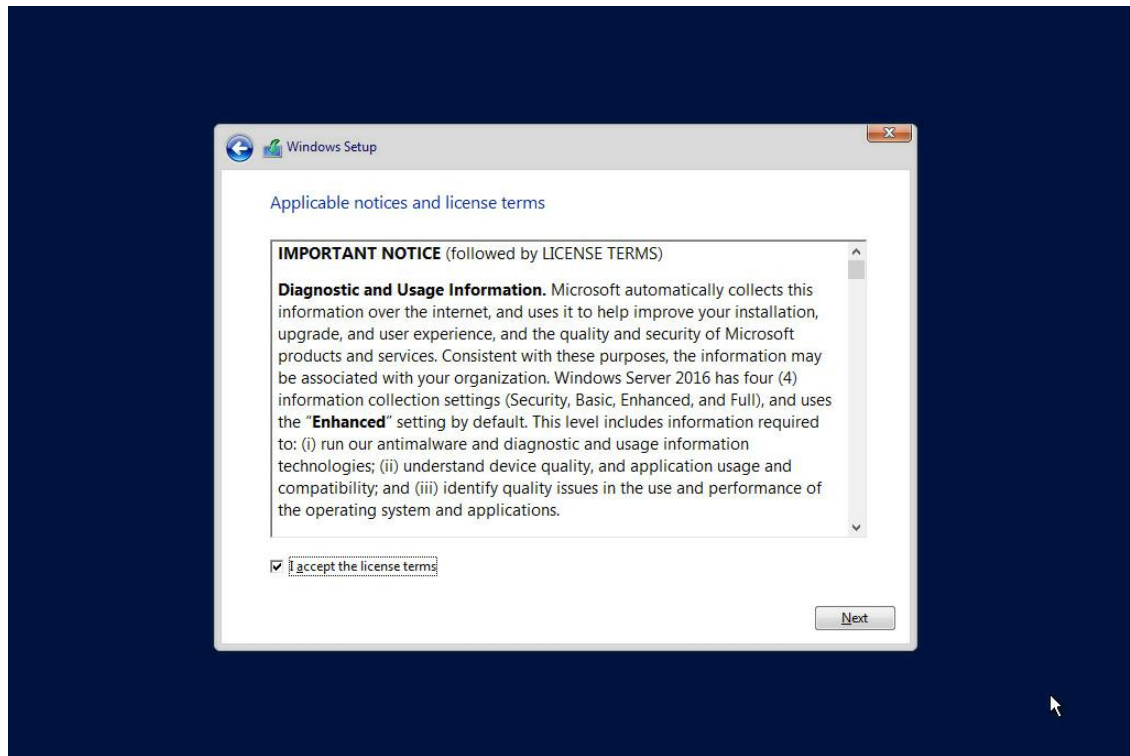 Windows Setup
Applicable notices and license terms
IMPORTANT NOTICE (followed by LICENSE TERMS)
Diagnostic and Usage Information. Microsoft automatically collects this
information over the internet, and uses it to help improve your installation,
upgrade, and user experience, and the quality and security of Microsoft
products and services. Consistent with these purposes, the information may
be associated with your organization. Windows Server 2016 has four (4)
information collection settings (Security, Basic, Enhanced, and Full), and uses
the “Enhanced” setting by default. This level includes information required
to: (i) run our antimalware and diagnostic and usage information
technologies; (ii) understand device quality, and application usage and
compatibility; and (iii) identify quality issues in the use and performance of
the operating system and applications.
I accept the license terms
Next